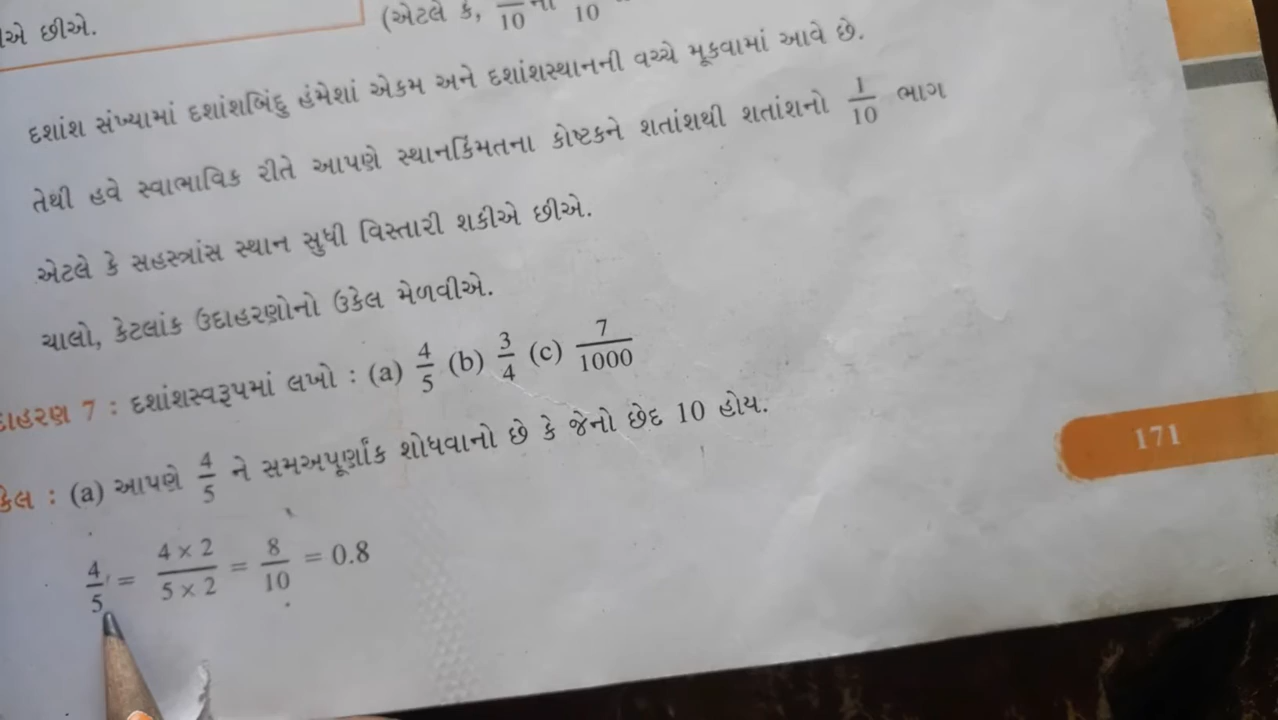 એ છીએ.
(એટલે કે, 10 ના 10
દશાંશ સંખ્યામાં દશાંશબિંદુ હંમેશાં એકમ અને દશાંશસ્થાનની વચ્ચે મૂકવામાં આવે છે.
તેથી હવે સ્વાભાવિક રીતે આપણે સ્થાનકિંમતના કોષ્ટકને શતાંશથી શતાંશનો 1/10 ભાગ
એટલે કે સહસ્ત્રાંસ સ્થાન સુધી વિસ્તારી શકીએ છીએ.
ચાલો, કેટલાંક ઉદાહરણોનો ઉકેલ મેળવીએ.
દાહરણ 7 : દશાંશસ્વરૂપમાં લખો : (a) 4/5 (b) 3/4 (c) 7/1000
કેલ : (a) આપણે 4/5 ને સમઅપૂર્ણાંક શોધવાનો છે કે જેનો છેદ 10 હોય.
4/5 = 4 × 2/5 × 2 = 8/10 = 0.8
171